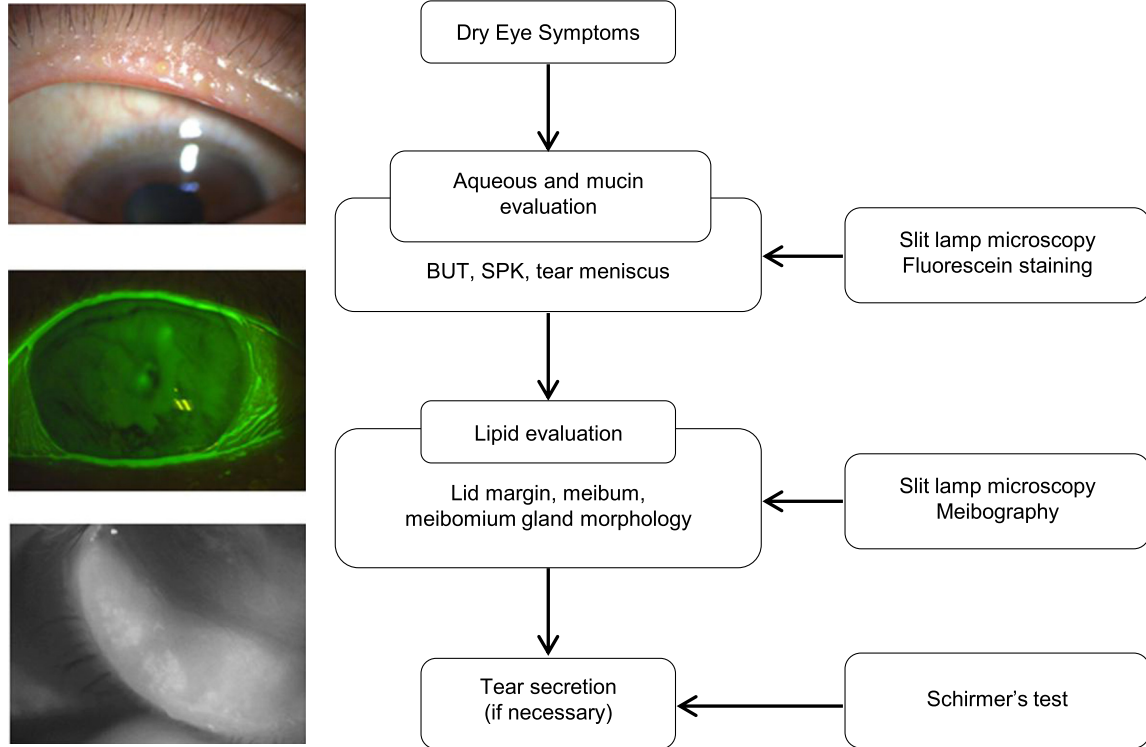 Dry Eye Symptoms
Aqueous and mucin
evaluation
BUT, SPK, tear meniscus
Slit lamp microscopy
Fluorescein staining
Lipid evaluation
Lid margin, meibum,
meibomium gland morphology
Slit lamp microscopy
Meibography
Tear secretion
(if necessary)
Schirmer’s test